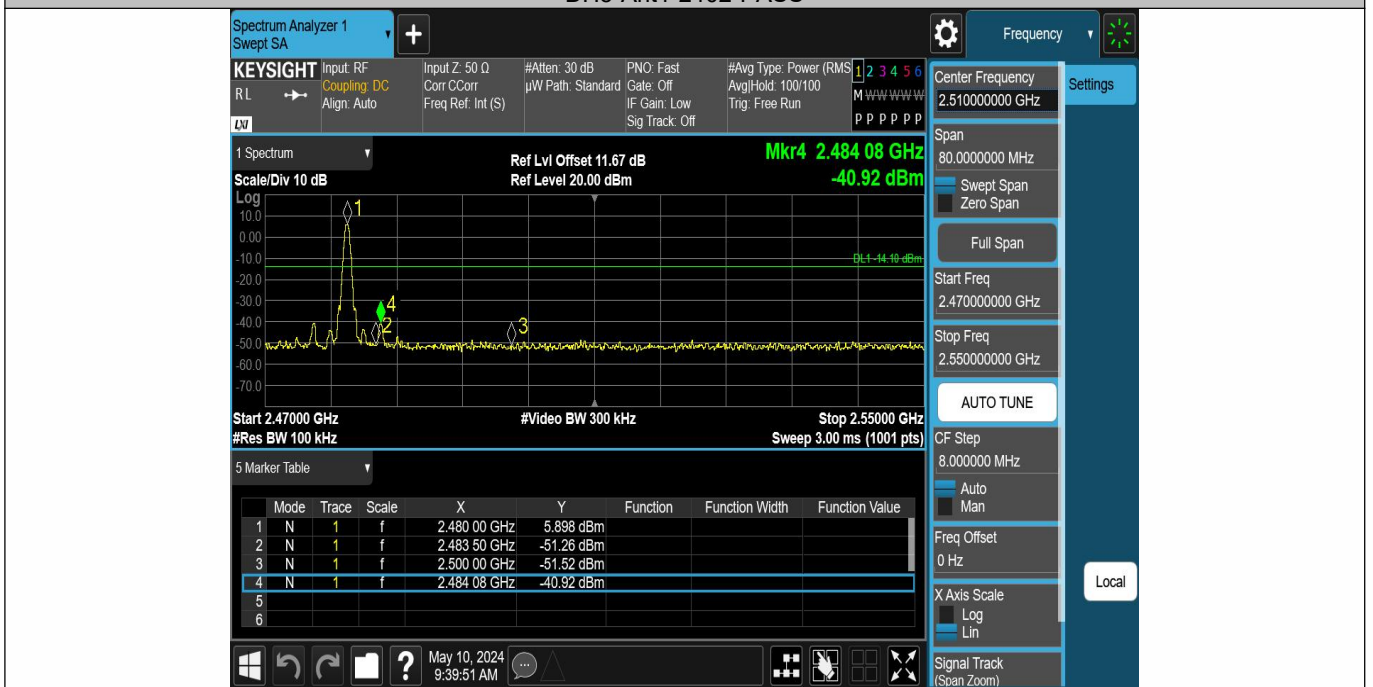 Spectrum Analyzer 1
Swept SA
+
Frequency
KEYSIGHT Input: RF Input Z: 50 Ω #Atten: 30 dB PNO: Fast #Avg Type: Power (RMS 1 2 3 4 5 6
RL Coupling: DC Corr CCorr µW Path: Standard Gate: Off Avg|Hold: 100/100 M W W W W W
Align: Auto Freq Ref: Int (S) IF Gain: Low Trig: Free Run
LXI Sig Track: Off P P P P P P
1 Spectrum Ref Lvl Offset 11.67 dB Mkr4 2.484 08 GHz
Scale/Div 10 dB Ref Level 20.00 dBm -40.92 dBm
Log
10.0 1
0.00
-10.0 DL1 -14.10 dBm
-20.0
-30.0 4
-40.0 2 3
-50.0
-60.0
-70.0
Start 2.47000 GHz #Video BW 300 kHz Stop 2.55000 GHz
#Res BW 100 kHz Sweep 3.00 ms (1001 pts)
5 Marker Table
Mode Trace Scale X Y Function Function Width Function Value
1 N 1 f 2.480 00 GHz 5.898 dBm
2 N 1 f 2.483 50 GHz -51.26 dBm
3 N 1 f 2.500 00 GHz -51.52 dBm
4 N 1 f 2.484 08 GHz -40.92 dBm
5
6
? May 10, 2024
9:39:51 AM
Center Frequency Settings
2.510000000 GHz
Span
80.0000000 MHz
Swept Span
Zero Span
Full Span
Start Freq
2.470000000 GHz
Stop Freq
2.550000000 GHz
AUTO TUNE
CF Step
8.000000 MHz
Auto
Man
Freq Offset
0 Hz
Local
X Axis Scale
Log
Lin
Signal Track
(Span Zoom)